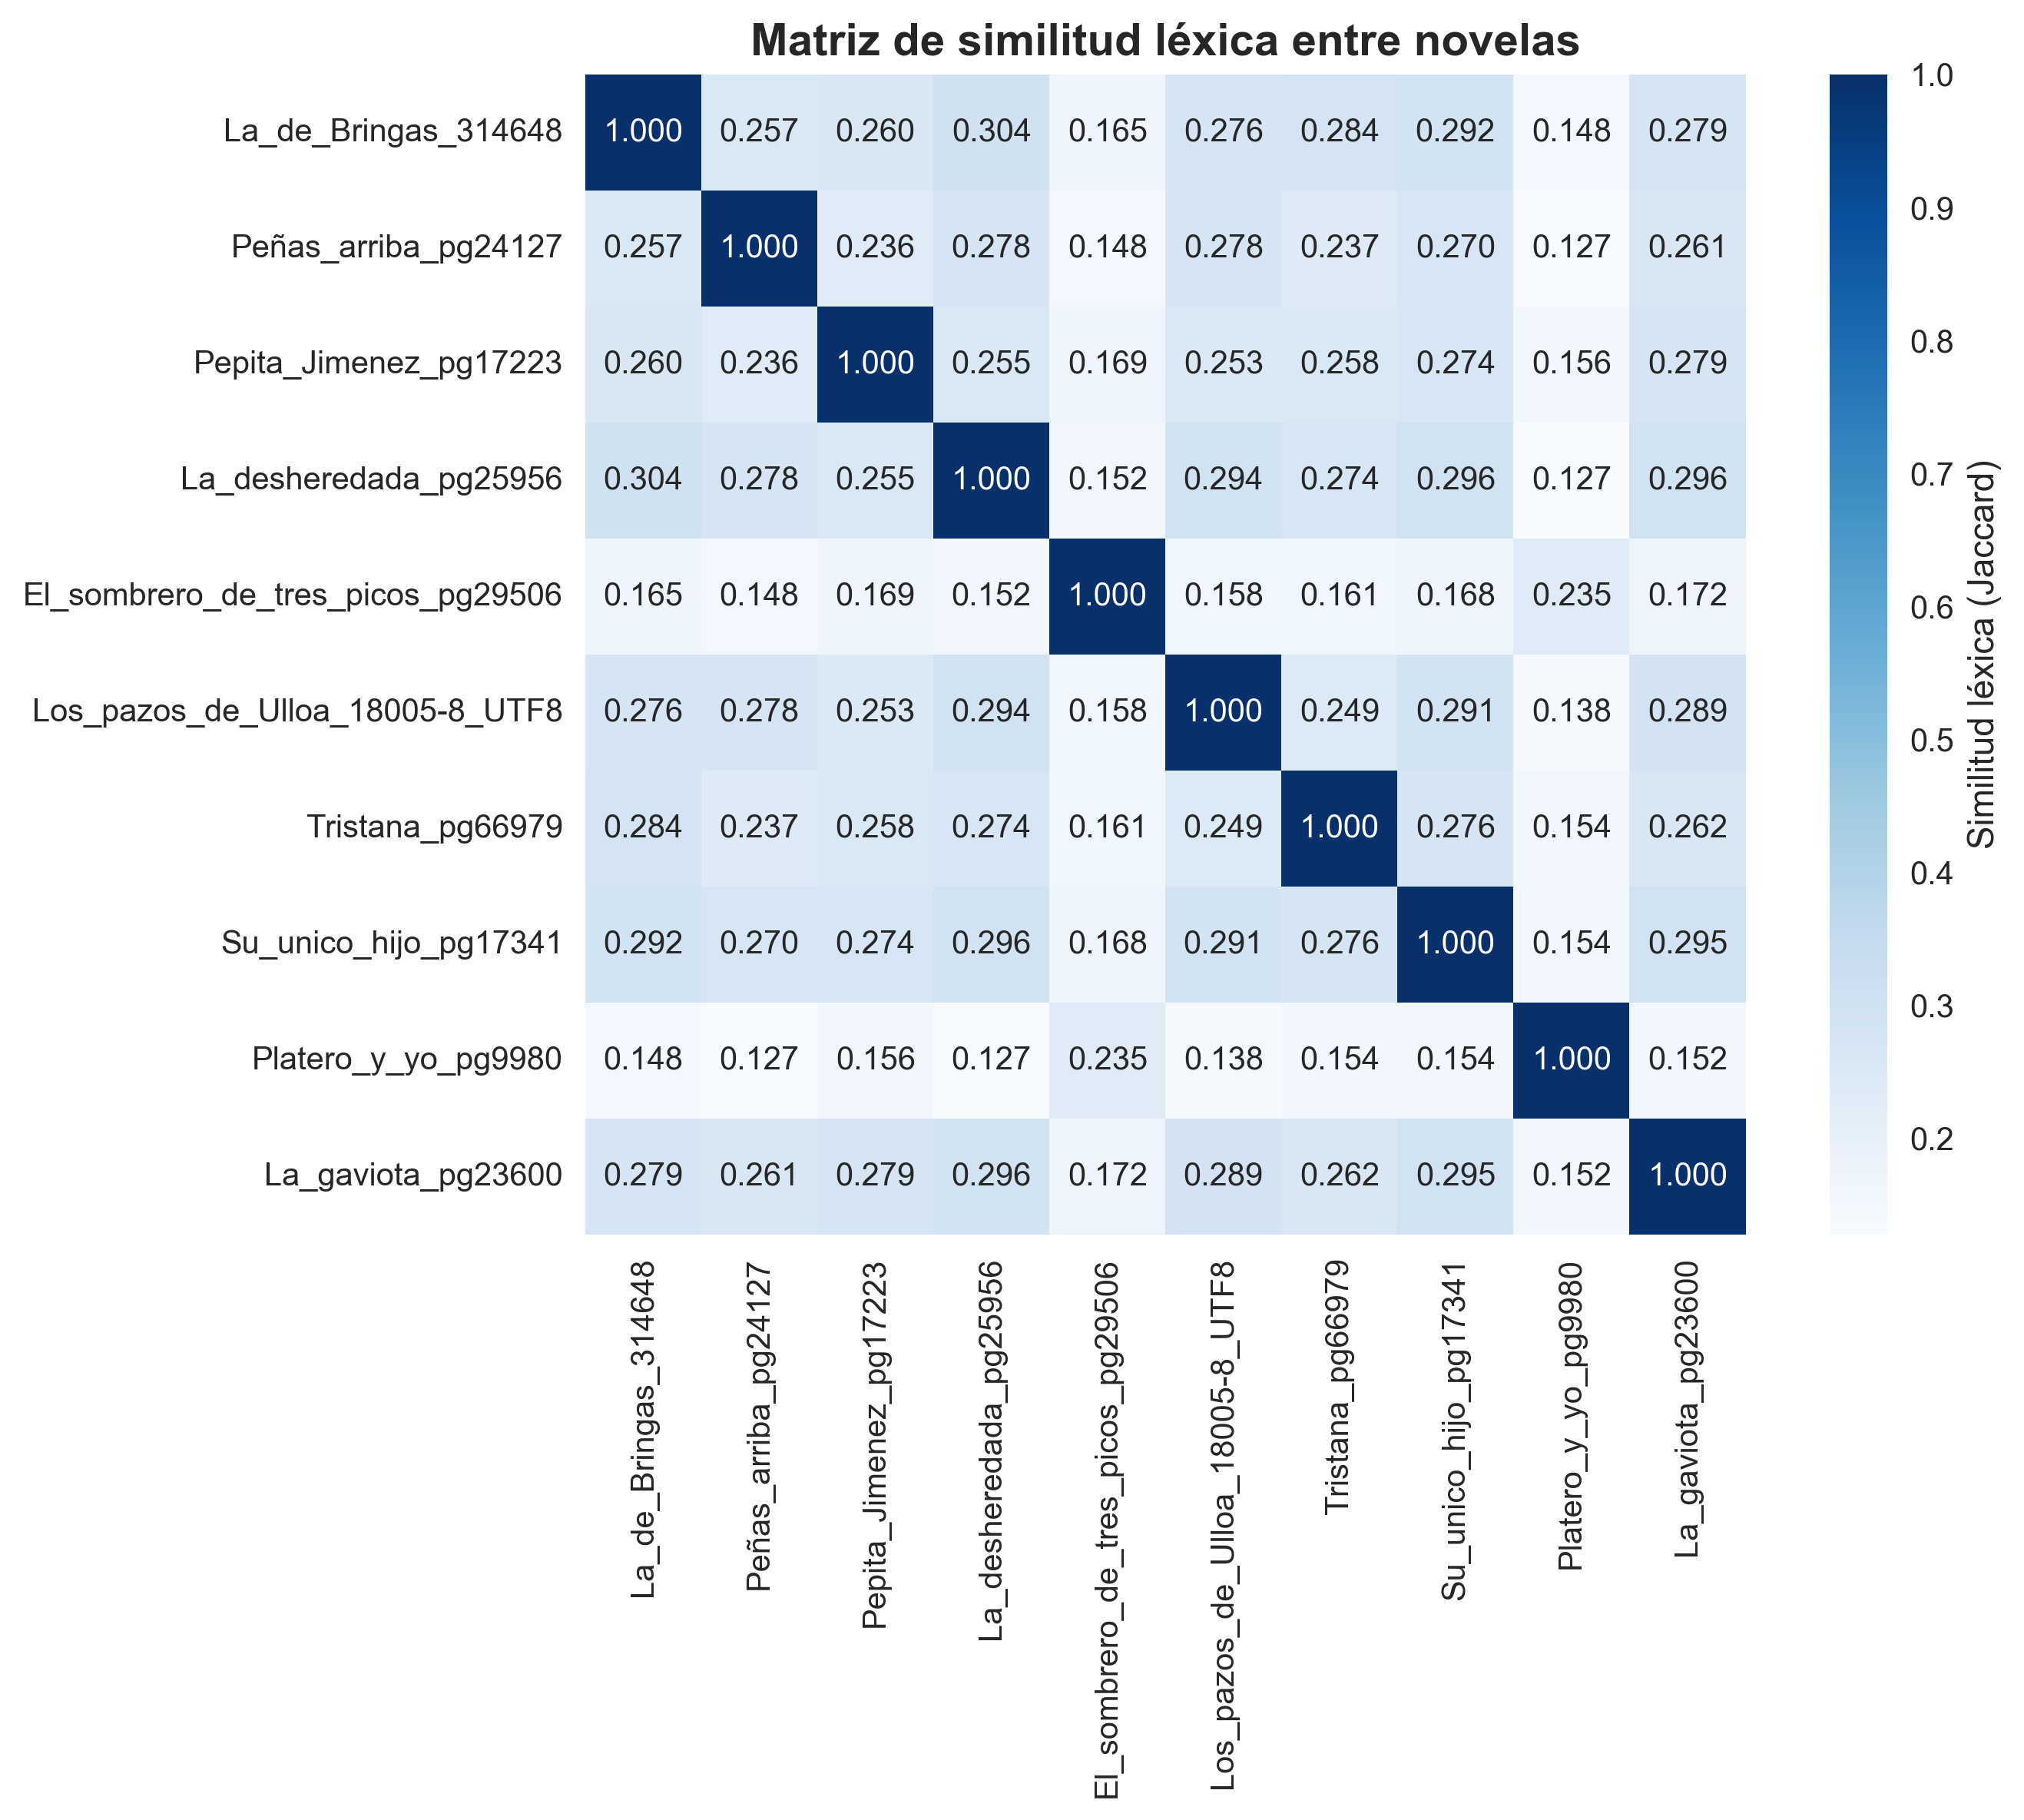 Matriz de similitud léxica entre novelas
La_de_Bringas_314648 1.000 0.257 0.260 0.304 0.165 0.276 0.284 0.292 0.148 0.279
Peñas_arriba_pg24127 0.257 1.000 0.236 0.278 0.148 0.278 0.237 0.270 0.127 0.261
Pepita_Jimenez_pg17223 0.260 0.236 1.000 0.255 0.169 0.253 0.258 0.274 0.156 0.279
La_desheredada_pg25956 0.304 0.278 0.255 1.000 0.152 0.294 0.274 0.296 0.127 0.296
El_sombrero_de_tres_picos_pg29506 0.165 0.148 0.169 0.152 1.000 0.158 0.161 0.168 0.235 0.172
Los_pazos_de_Ulloa_18005-8_UTF8 0.276 0.278 0.253 0.294 0.158 1.000 0.249 0.291 0.138 0.289
Tristana_pg66979 0.284 0.237 0.258 0.274 0.161 0.249 1.000 0.276 0.154 0.262
Su_unico_hijo_pg17341 0.292 0.270 0.274 0.296 0.168 0.291 0.276 1.000 0.154 0.295
Platero_y_yo_pg9980 0.148 0.127 0.156 0.127 0.235 0.138 0.154 0.154 1.000 0.152
La_gaviota_pg23600 0.279 0.261 0.279 0.296 0.172 0.289 0.262 0.295 0.152 1.000
La_de_Bringas_314648
Peñas_arriba_pg24127
Pepita_Jimenez_pg17223
La_desheredada_pg25956
El_sombrero_de_tres_picos_pg29506
Los_pazos_de_Ulloa_18005-8_UTF8
Tristana_pg66979
Su_unico_hijo_pg17341
Platero_y_yo_pg9980
La_gaviota_pg23600
1.0
0.9
0.8
0.7
0.6
0.5
0.4
0.3
0.2
Similitud léxica (Jaccard)